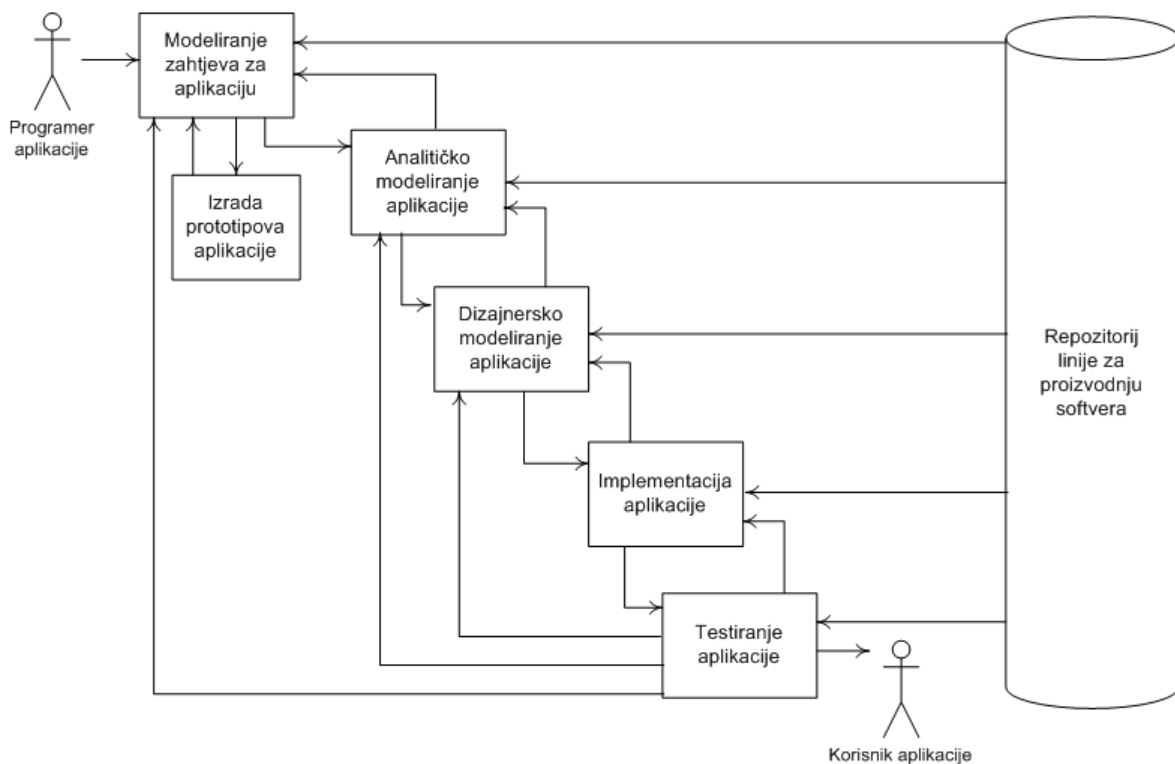 Modeliranje
zahtjeva za
aplikaciju
Programer
aplikacije
Izrada
prototipova
aplikacije
Analitičko
modeliranje
aplikacije
Dizajnersko
modeliranje
aplikacije
Implementacija
aplikacije
Testiranje
aplikacije
Korisnik aplikacije
Repozitorij
linije za
proizvodnju
softvera